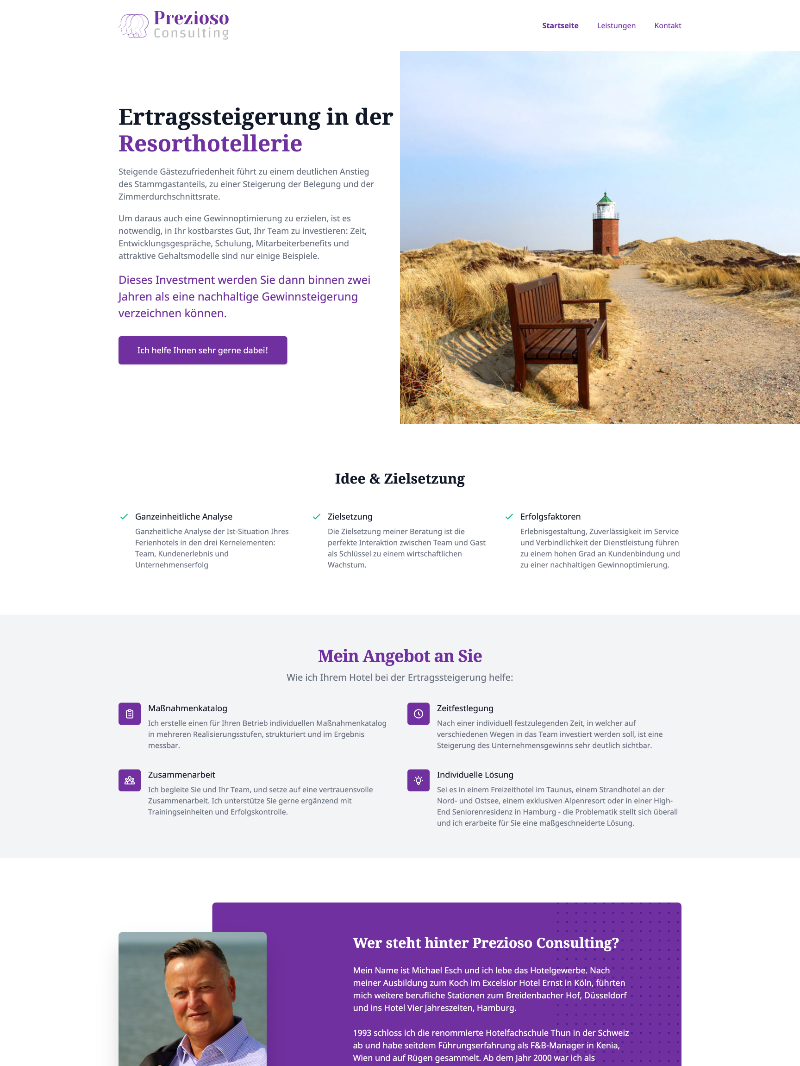 Prezioso
Consulting
Startseite
Leistungen
Kontakt
Ertragssteigerung in der
Resorthotellerie
Steigende Gästezufriedenheit führt zu einem deutlichen Anstieg
des Stammgastanteils, zu einer Steigerung der Belegung und der
Zimmerdurchschnittsrate.
Um daraus auch eine Gewinnoptimierung zu erzielen, ist es
notwendig, in Ihr kostbarstes Gut, Ihr Team zu investieren: Zeit,
Entwicklungsgespräche, Schulung, Mitarbeiterbenefits und
attraktive Gehaltsmodelle sind nur einige Beispiele.
Dieses Investment werden Sie dann binnen zwei
Jahren als eine nachhaltige Gewinnsteigerung
verzeichnen können.
Ich helfe Ihnen sehr gerne dabei!
Idee & Zielsetzung
Ganzeinheitliche Analyse
Ganzheitliche Analyse der Ist-Situation Ihres
Ferienhotels in den drei Kernelementen:
Team, Kundenerlebnis und
Unternehmenserfolg
Zielsetzung
Die Zielsetzung meiner Beratung ist die
perfekte Interaktion zwischen Team und Gast
als Schlüssel zu einem wirtschaftlichen
Wachstum.
Erfolgsfaktoren
Erlebnisgestaltung, Zuverlässigkeit im Service
und Verbindlichkeit der Dienstleistung führen
zu einem hohen Grad an Kundenbindung und
zu einer nachhaltigen Gewinnoptimierung.
Mein Angebot an Sie
Wie ich Ihrem Hotel bei der Ertragssteigerung helfe:
Maßnahmenkatalog
Ich erstelle einen für Ihren Betrieb individuellen Maßnahmenkatalog
in mehreren Realisierungsstufen, strukturiert und im Ergebnis
messbar.
Zeitfestlegung
Nach einer individuell festzulegenden Zeit, in welcher auf
verschiedenen Wegen in das Team investiert werden soll, ist eine
Steigerung des Unternehmensgewinns sehr deutlich sichtbar.
Zusammenarbeit
Ich begleite Sie und Ihr Team, und setze auf eine vertrauensvolle
Zusammenarbeit. Ich unterstütze Sie gerne ergänzend mit
Trainingseinheiten und Erfolgskontrolle.
Individuelle Lösung
Sei es in einem Freizeithotel im Taunus, einem Strandhotel an der
Nord- und Ostsee, einem exklusiven Alpenresort oder in einer High-
End Seniorenresidenz in Hamburg - die Problematik stellt sich überall
und ich erarbeite für Sie eine maßgeschneiderte Lösung.
Wer steht hinter Prezioso Consulting?
Mein Name ist Michael Esch und ich lebe das Hotelgewerbe. Nach
meiner Ausbildung zum Koch im Excelsior Hotel Ernst in Köln, führten
mich weitere berufliche Stationen zum Breidenbacher Hof, Düsseldorf
und ins Hotel Vier Jahreszeiten, Hamburg.
1993 schloss ich die renommierte Hotelfachschule Thun in der Schweiz
ab und habe seitdem Führungserfahrung als F&B-Manager in Kenia,
Wien und auf Rügen gesammelt. Ab dem Jahr 2000 war ich als